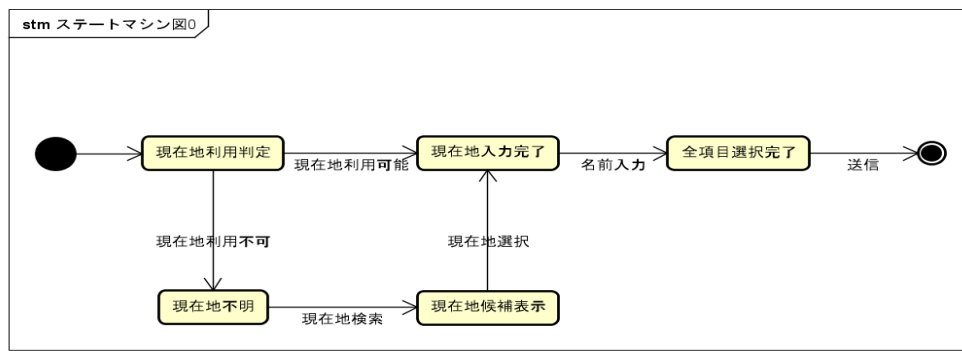 stm ステートマシン図0
現在地利用判定
現在地利用可能
現在地入力完了
名前入力
全項目選択完了
送信
現在地利用不可
現在地選択
現在地不明
現在地検索
現在地候補表示